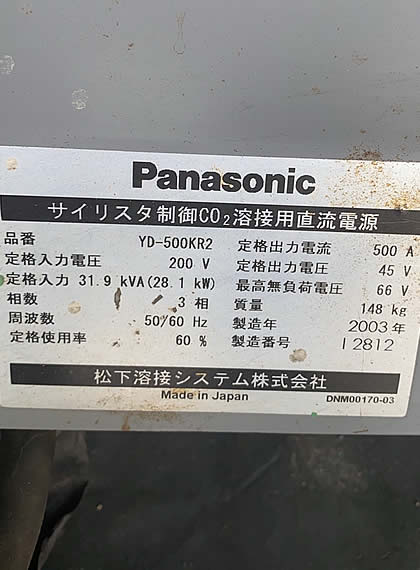 Panasonic
サイリスタ制御CO₂溶接用直流電源
品番 YD-500KR2 定格出力電流 500 A
定格入力電圧 200 V 定格出力電圧 45 V
定格入力 31.9 kVA(28.1 kW) 最高無負荷電圧 66 V
相数 3 相 質量 148 kg
周波数 50/60 Hz 製造年 2003年
定格使用率 60 % 製造番号 12812
松下溶接システム株式会社
Made in Japan DNM00170-03